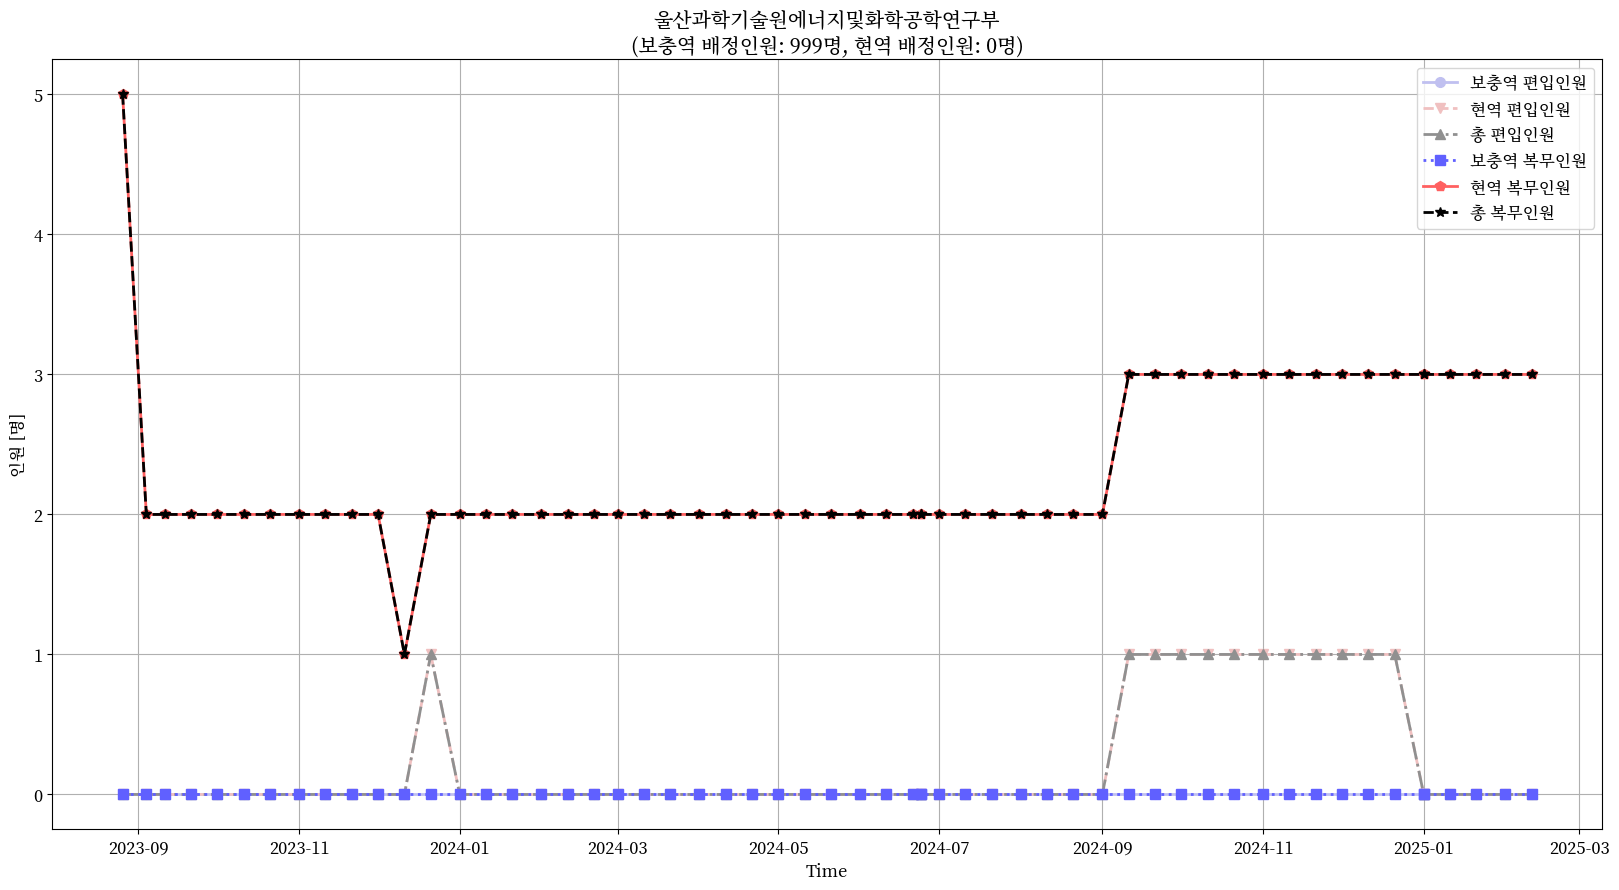 울산과학기술원에너지및화학공학연구부
(보충역 배정인원: 999명, 현역 배정인원: 0명)
보충역 편입인원
현역 편입인원
총 편입인원
보충역 복무인원
현역 복무인원
총 복무인원
인원 [명]
5
4
3
2
1
0
2023-09
2023-11
2024-01
2024-03
2024-05
2024-07
2024-09
2024-11
2025-01
2025-03
Time